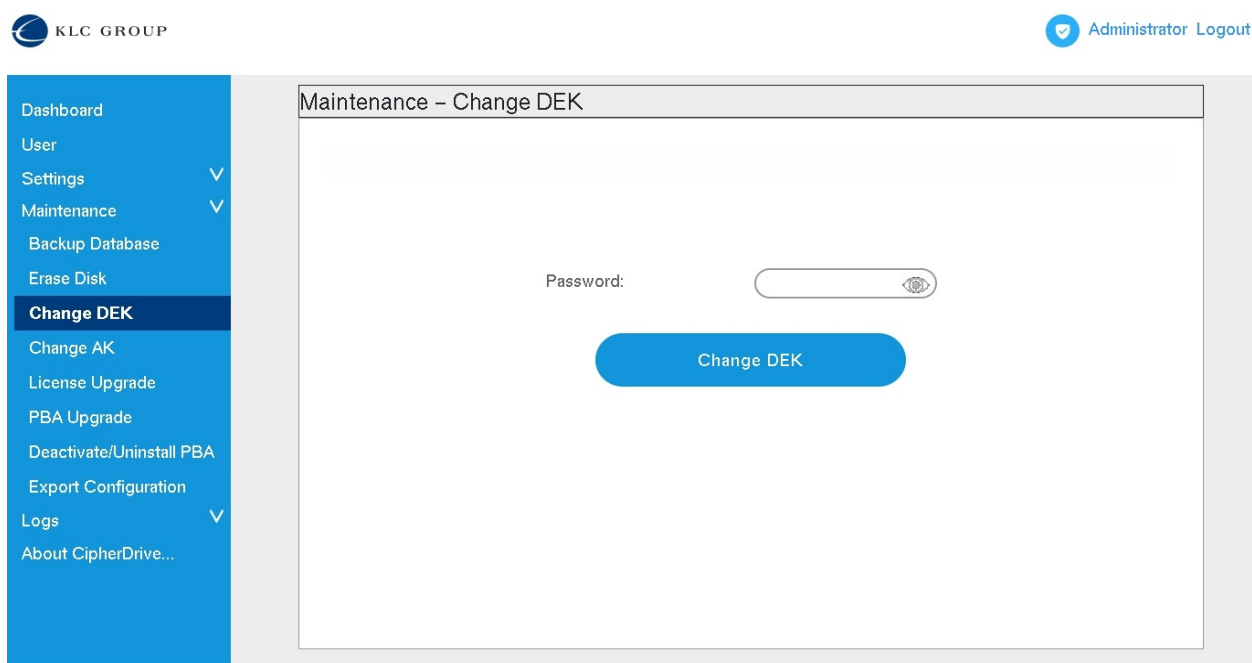 KLC GROUP
Administrator Logout
Dashboard
User
Settings
Maintenance
Backup Database
Erase Disk
Change DEK
Change AK
License Upgrade
PBA Upgrade
Deactivate/Uninstall PBA
Export Configuration
Logs
About CipherDrive...
Maintenance – Change DEK
Password:
Change DEK